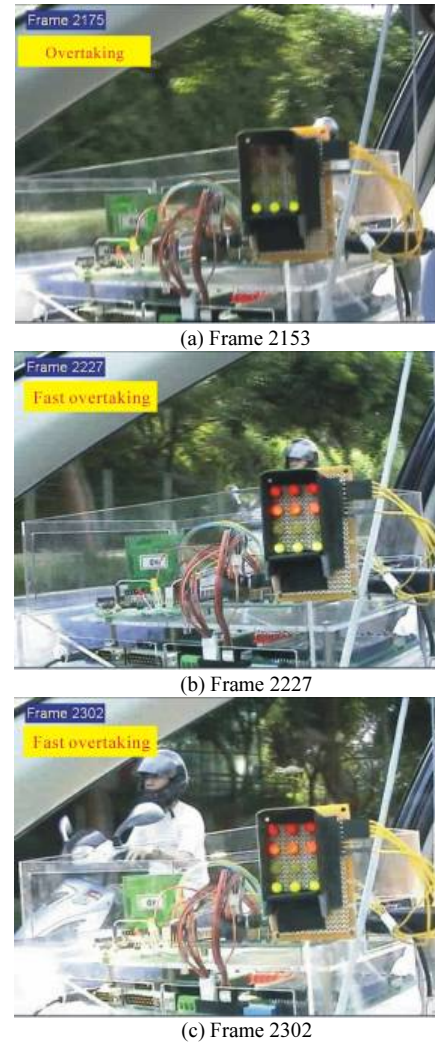 Frame 2175
Overtaking
(a) Frame 2153
Frame 2227
Fast overtaking
(b) Frame 2227
Frame 2302
Fast overtaking
(c) Frame 2302